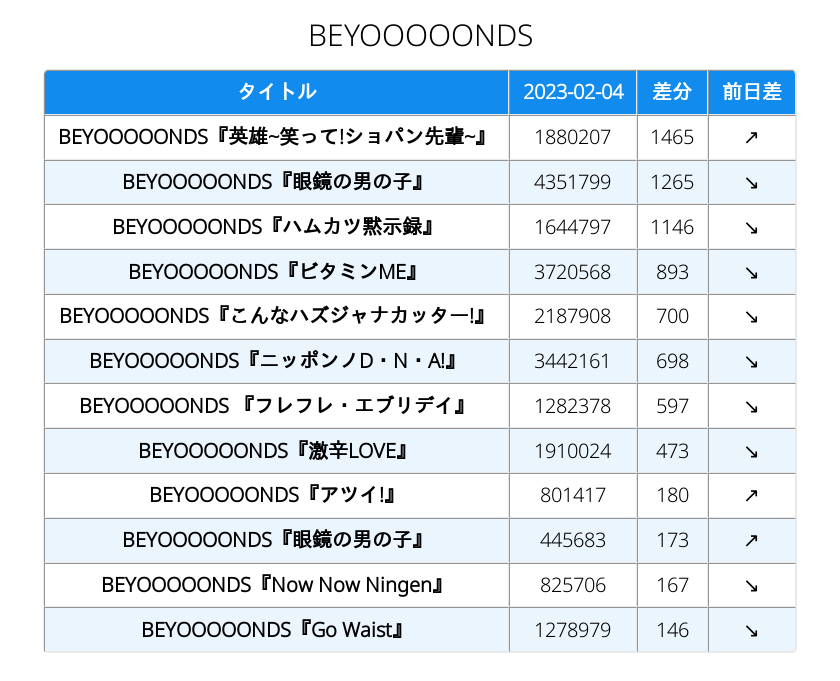 BEYOOOOONDS
タイトル 2023-02-04 差分 前日差
BEYOOOOONDS『英雄~笑って!ショパン先輩~』 1880207 1465 ↗
BEYOOOOONDS『眼鏡の男の子』 4351799 1265 ↘
BEYOOOOONDS『ハムカツ黙示録』 1644797 1146 ↘
BEYOOOOONDS『ビタミンME』 3720568 893 ↘
BEYOOOOONDS『こんなハズジャナカッター!』 2187908 700 ↘
BEYOOOOONDS『ニッポンノD・N・A!』 3442161 698 ↘
BEYOOOOONDS 『フレフレ・エブリデイ』 1282378 597 ↘
BEYOOOOONDS『激辛LOVE』 1910024 473 ↘
BEYOOOOONDS『アツイ!』 801417 180 ↗
BEYOOOOONDS『眼鏡の男の子』 445683 173 ↗
BEYOOOOONDS『Now Now Ningen』 825706 167 ↘
BEYOOOOONDS『Go Waist』 1278979 146 ↘